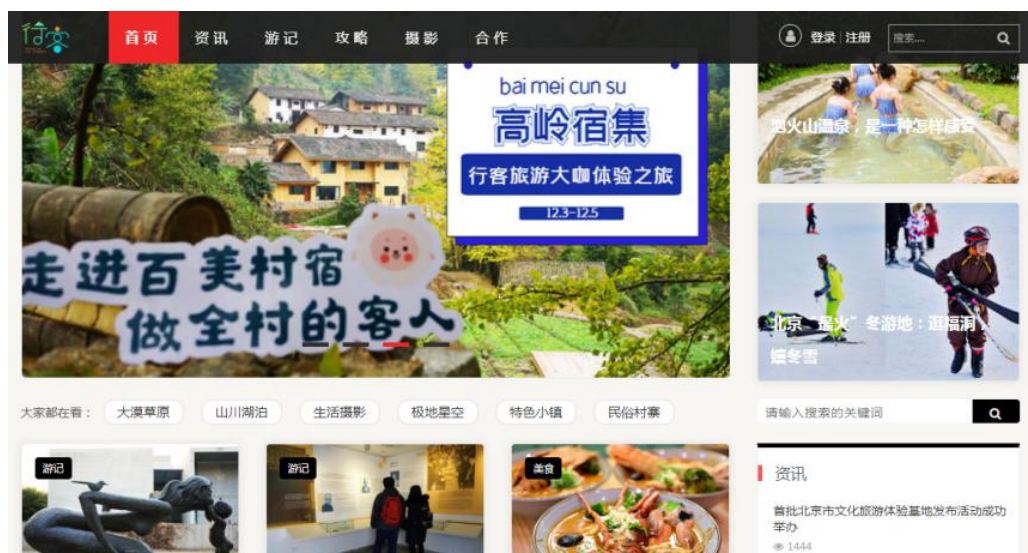 行客
首页 资讯 游记 攻略 摄影 合作
登录 注册 搜索....
bai mei cun su
高岭宿集
行客旅游大咖体验之旅
12.3-12.5
走进百美村宿
做全村的客人
泡火山温泉，是一种怎样感受
北京“是火”冬游地：逛福洞，
嬉冬雪
大家都在看： 大漠草原 山川湖泊 生活摄影 极地星空 特色小镇 民俗村寨
请输入搜索的关键词
游记 游记 美食
资讯
首批北京市文化旅游体验基地发布活动成功
举办
1444